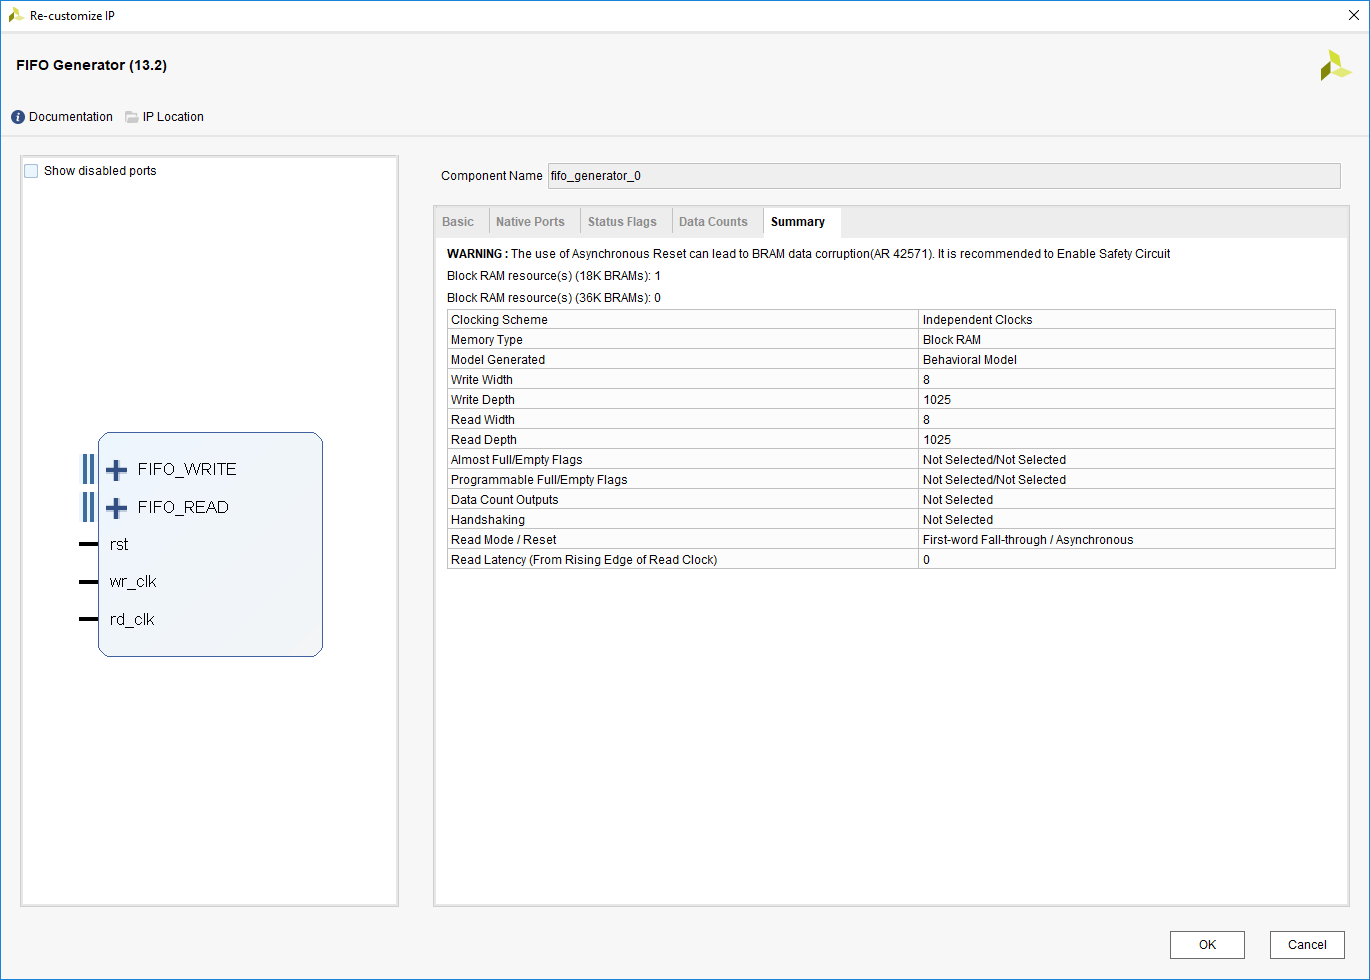 Re-customize IP
FIFO Generator (13.2)
Documentation IP Location
Show disabled ports
FIFO_WRITE
FIFO_READ
rst
wr_clk
rd_clk
Component Name fifo_generator_0
Basic Native Ports Status Flags Data Counts Summary
WARNING : The use of Asynchronous Reset can lead to BRAM data corruption(AR 42571). It is recommended to Enable Safety Circuit
Block RAM resource(s) (18K BRAMs): 1
Block RAM resource(s) (36K BRAMs): 0
Clocking Scheme Independent Clocks
Memory Type Block RAM
Model Generated Behavioral Model
Write Width 8
Write Depth 1025
Read Width 8
Read Depth 1025
Almost Full/Empty Flags Not Selected/Not Selected
Programmable Full/Empty Flags Not Selected/Not Selected
Data Count Outputs Not Selected
Handshaking Not Selected
Read Mode / Reset First-word Fall-through / Asynchronous
Read Latency (From Rising Edge of Read Clock) 0
OK Cancel